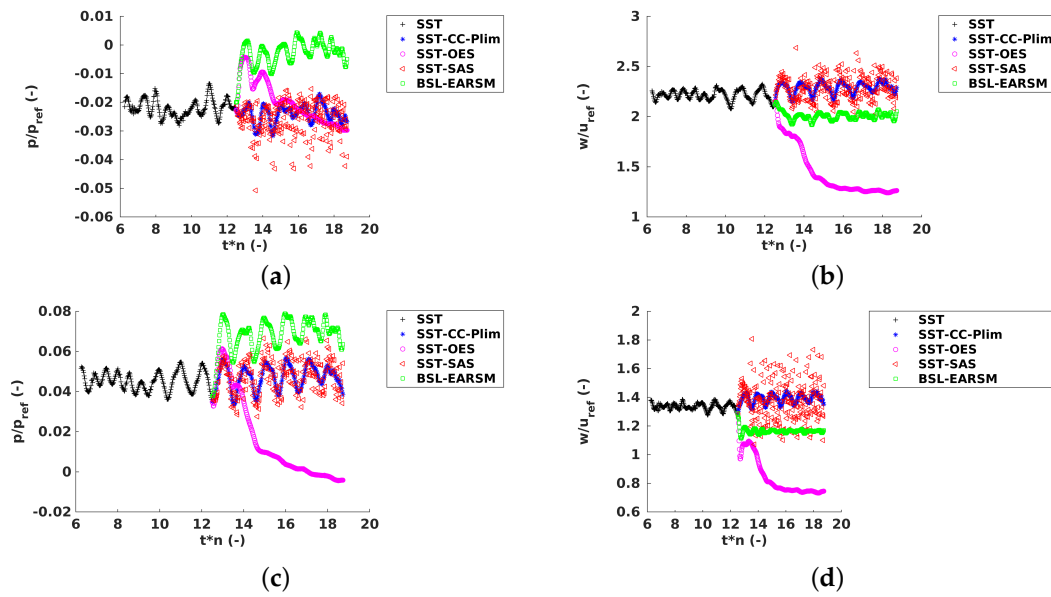 (a)
0.01
0
-0.01
-0.02
-0.03
-0.04
-0.05
-0.06
p/p_ref (-)
6 8 10 12 14 16 18 20
t*n (-)
SST
SST-CC-Plim
SST-OES
SST-SAS
BSL-EARSM
(b)
3
2.5
2
1.5
1
w/u_ref (-)
6 8 10 12 14 16 18 20
t*n (-)
SST
SST-CC-Plim
SST-OES
SST-SAS
BSL-EARSM
(c)
0.08
0.06
0.04
0.02
0
-0.02
p/p_ref (-)
6 8 10 12 14 16 18 20
t*n (-)
SST
SST-CC-Plim
SST-OES
SST-SAS
BSL-EARSM
(d)
2
1.8
1.6
1.4
1.2
1
0.8
0.6
w/u_ref (-)
6 8 10 12 14 16 18 20
t*n (-)
SST
SST-CC-Plim
SST-OES
SST-SAS
BSL-EARSM